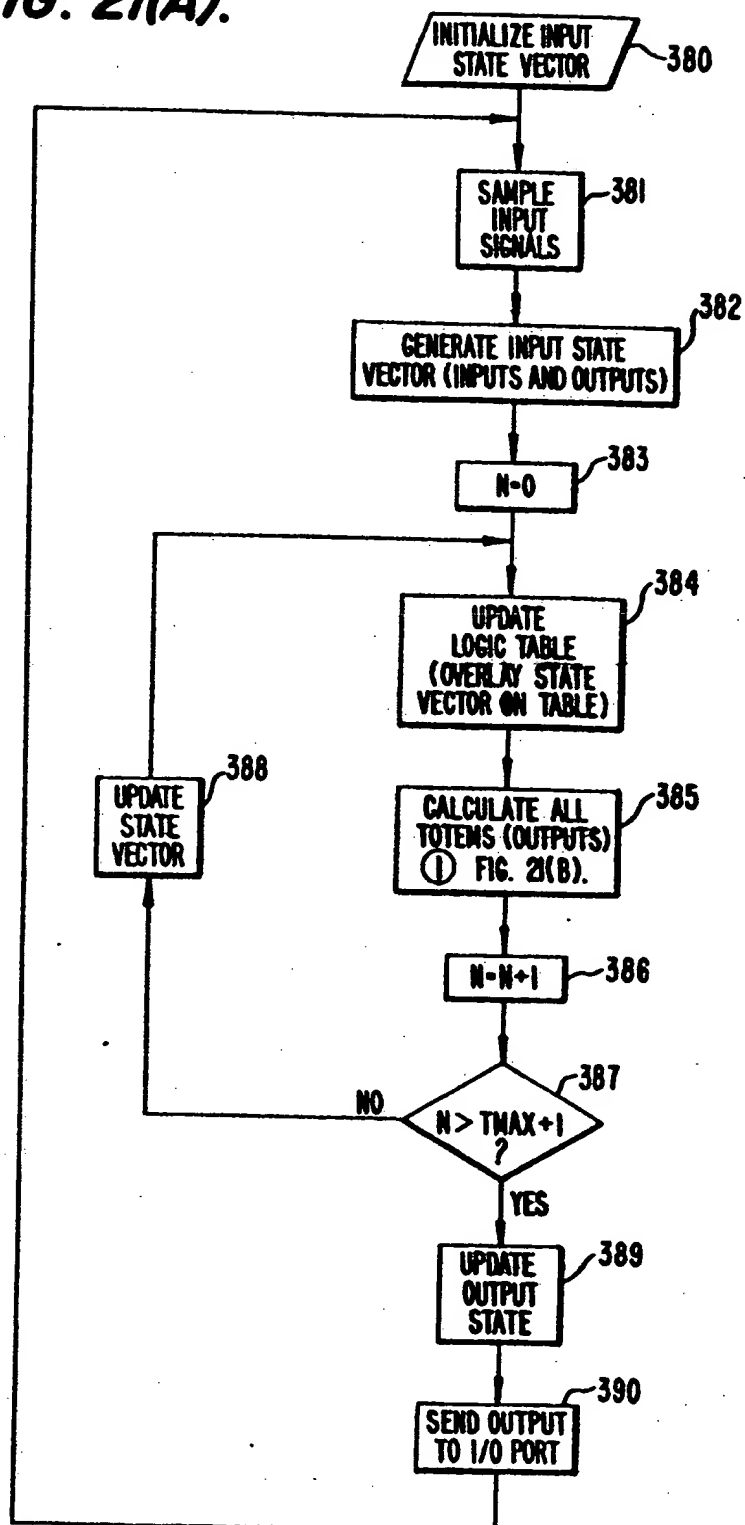 FIG. 21(A).
INITIALIZE INPUT
STATE VECTOR
380
SAMPLE
INPUT
SIGNALS
381
GENERATE INPUT STATE
VECTOR (INPUTS AND OUTPUTS)
382
N=0
383
UPDATE
LOGIC TABLE
(OVERLAY STATE
VECTOR ON TABLE)
384
CALCULATE ALL
TOTEMS (OUTPUTS)
1 FIG. 21(B).
385
N=N+1
386
N > TMAX+1
?
387
NO
UPDATE
STATE
VECTOR
388
YES
UPDATE
OUTPUT
STATE
389
SEND OUTPUT
TO I/O PORT
390